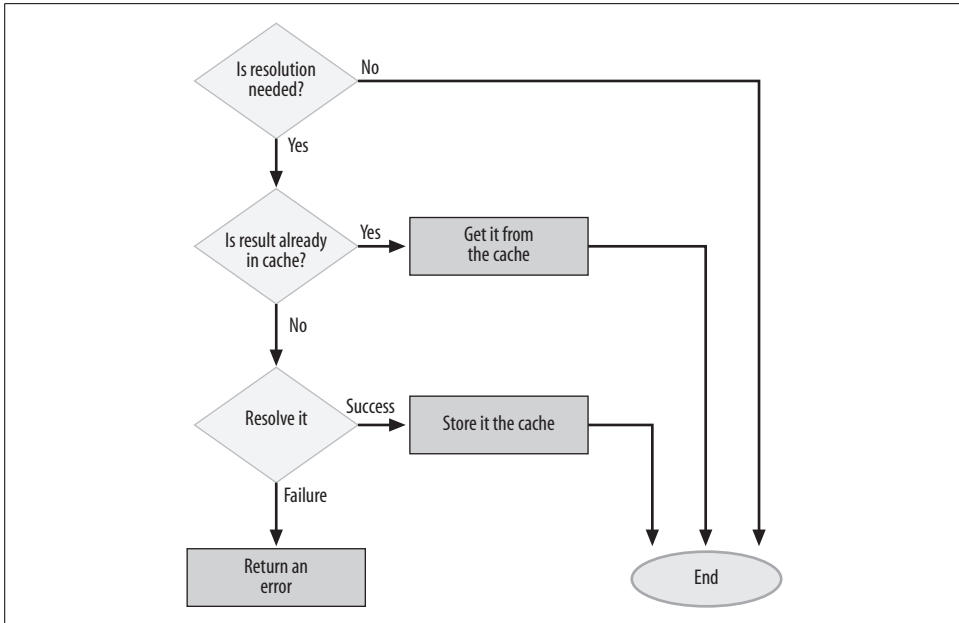 Is resolution
needed?
No
Yes
Is result already
in cache?
Yes
Get it from
the cache
No
Resolve it
Success
Store it the cache
Failure
Return an
error
End